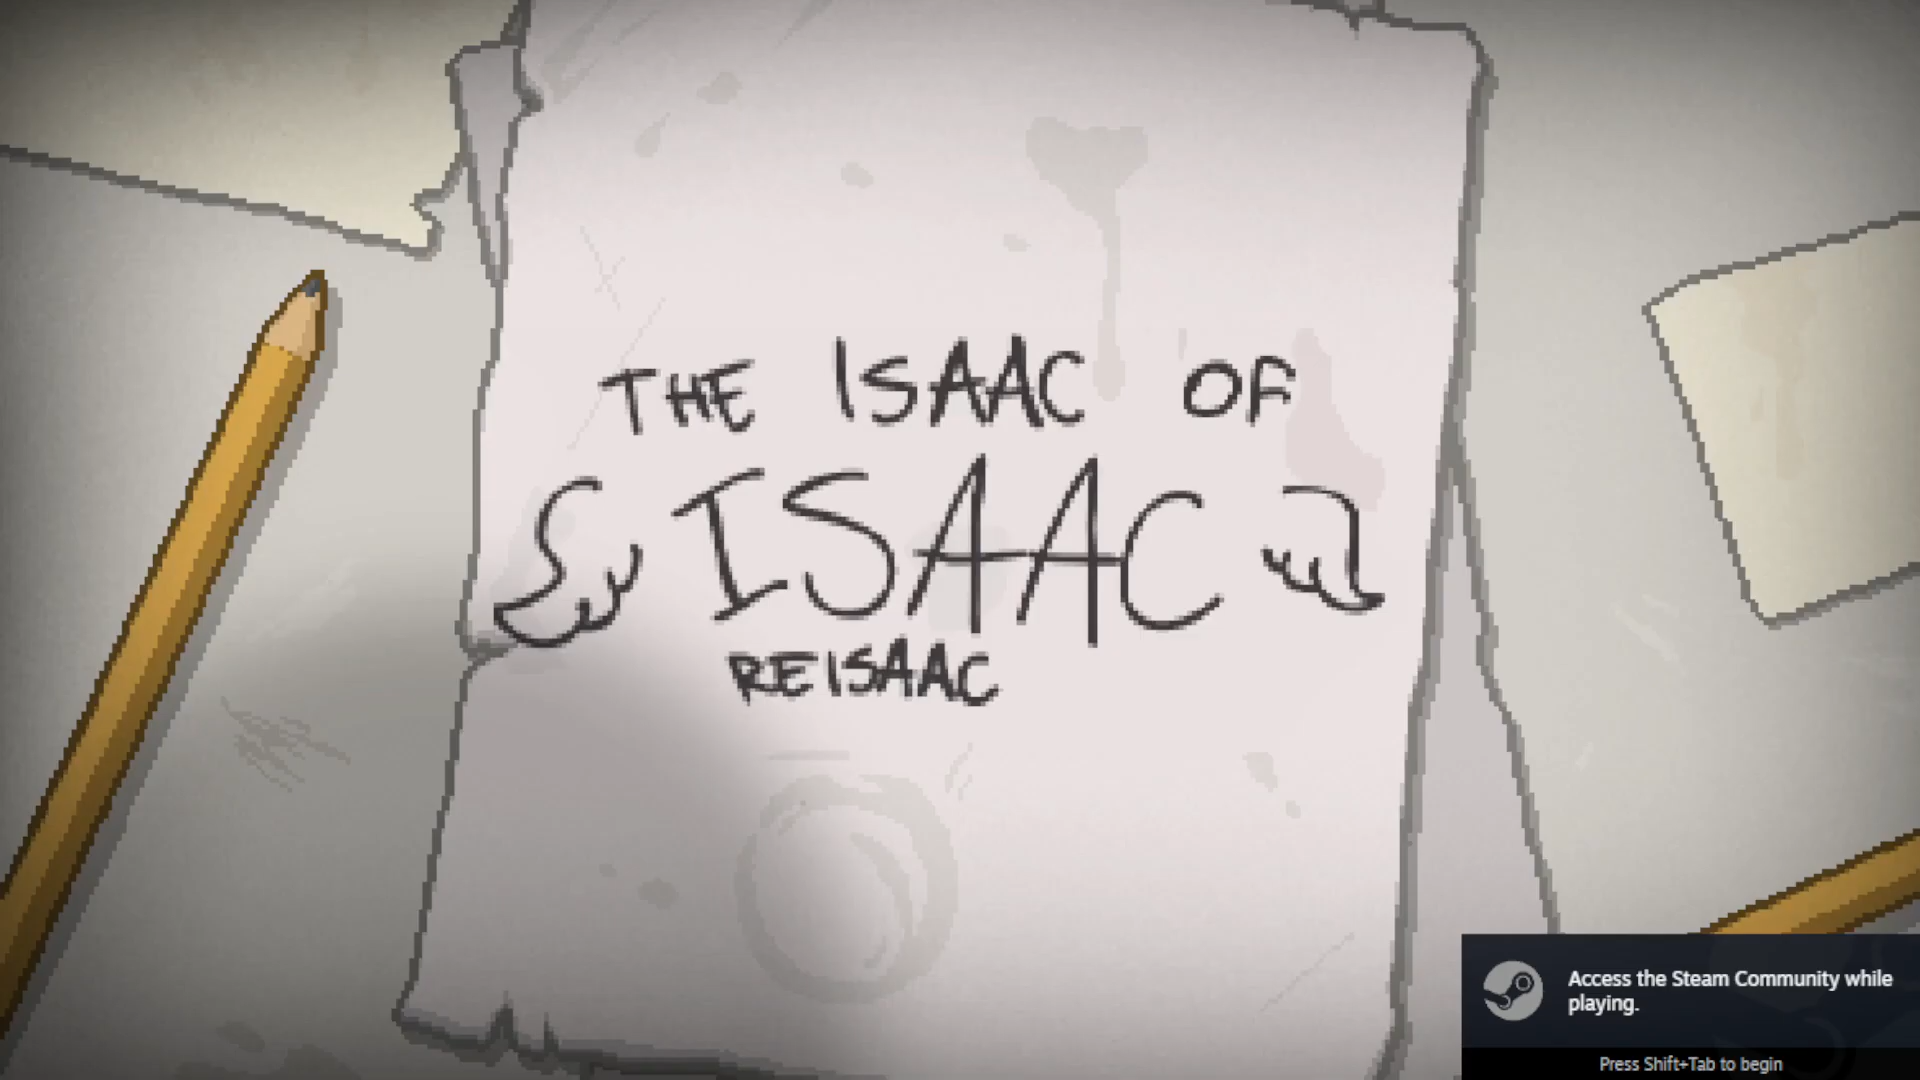 THE ISAAC OF
ISAAC
REISAAC
Access the Steam Community while
playing.
Press Shift+Tab to begin